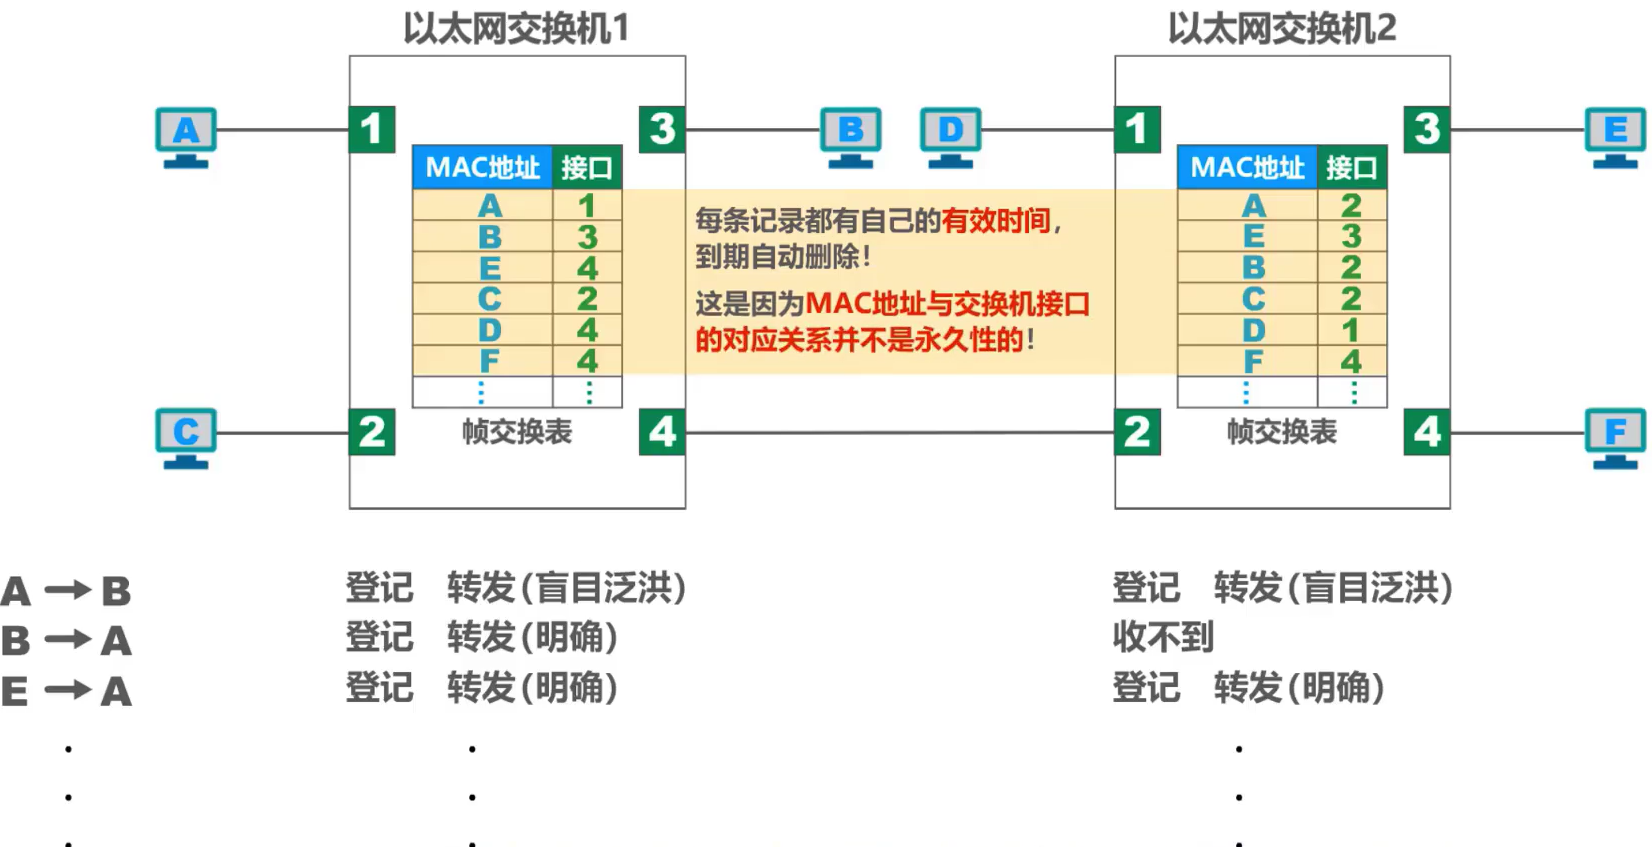 以太网交换机1
以太网交换机2
A
1
3
B
D
1
3
E
MAC地址 接口
A 1
B 3
E 4
C 2
D 4
F 4
⋮ ⋮
帧交换表
每条记录都有自己的有效时间，
到期自动删除！
这是因为MAC地址与交换机接口
的对应关系并不是永久性的！
MAC地址 接口
A 2
E 3
B 2
C 2
D 1
F 4
⋮ ⋮
帧交换表
C
2
4
2
4
F
A → B 登记 转发(盲目泛洪) 登记 转发(盲目泛洪)
B → A 登记 转发(明确) 收不到
E → A 登记 转发(明确) 登记 转发(明确)
· · ·
· · ·
· · ·